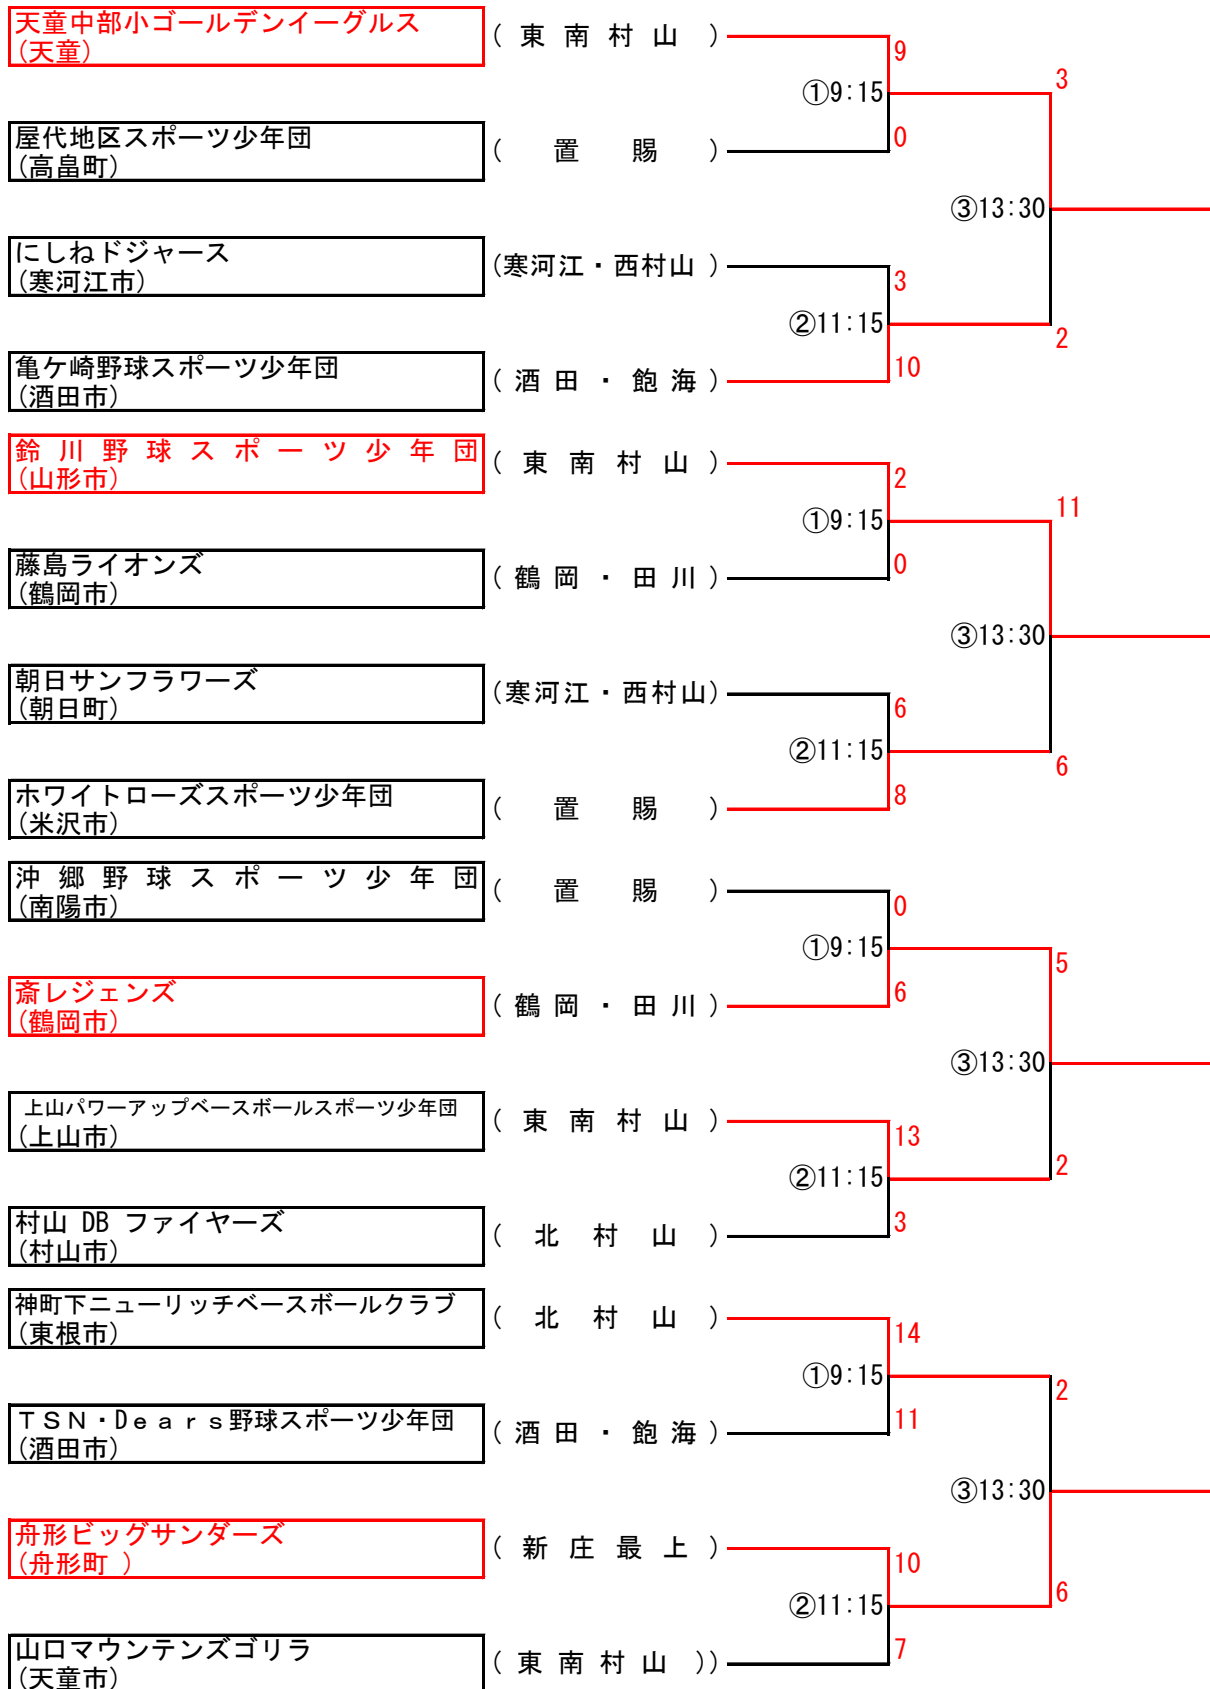 天童中部小ゴールデンイーグルス
(天童)
(東南村山)
9
①9:15
3
屋代地区スポーツ少年団
(高畠町)
(置賜)
0
③13:30
にしねドジャース
(寒河江市)
(寒河江・西村山)
3
②11:15
2
亀ケ崎野球スポーツ少年団
(酒田市)
(酒田・飽海)
10
鈴川野球スポーツ少年団
(山形市)
(東南村山)
2
①9:15
11
藤島ライオンズ
(鶴岡市)
(鶴岡・田川)
0
③13:30
朝日サンフラワーズ
(朝日町)
(寒河江・西村山)
6
②11:15
6
ホワイトローズスポーツ少年団
(米沢市)
(置賜)
8
沖郷野球スポーツ少年団
(南陽市)
(置賜)
0
①9:15
5
斎レジェンズ
(鶴岡市)
(鶴岡・田川)
6
③13:30
上山パワーアップベースボールスポーツ少年団
(上山市)
(東南村山)
13
②11:15
2
村山 DB ファイヤーズ
(村山市)
(北村山)
3
神町下ニューリッチベースボールクラブ
(東根市)
(北村山)
14
①9:15
2
TSN・Dears野球スポーツ少年団
(酒田市)
(酒田・飽海)
11
③13:30
舟形ビッグサンダーズ
(舟形町 )
(新庄最上)
10
②11:15
6
山口マウンテンズゴリラ
(天童市)
(東南村山))
7